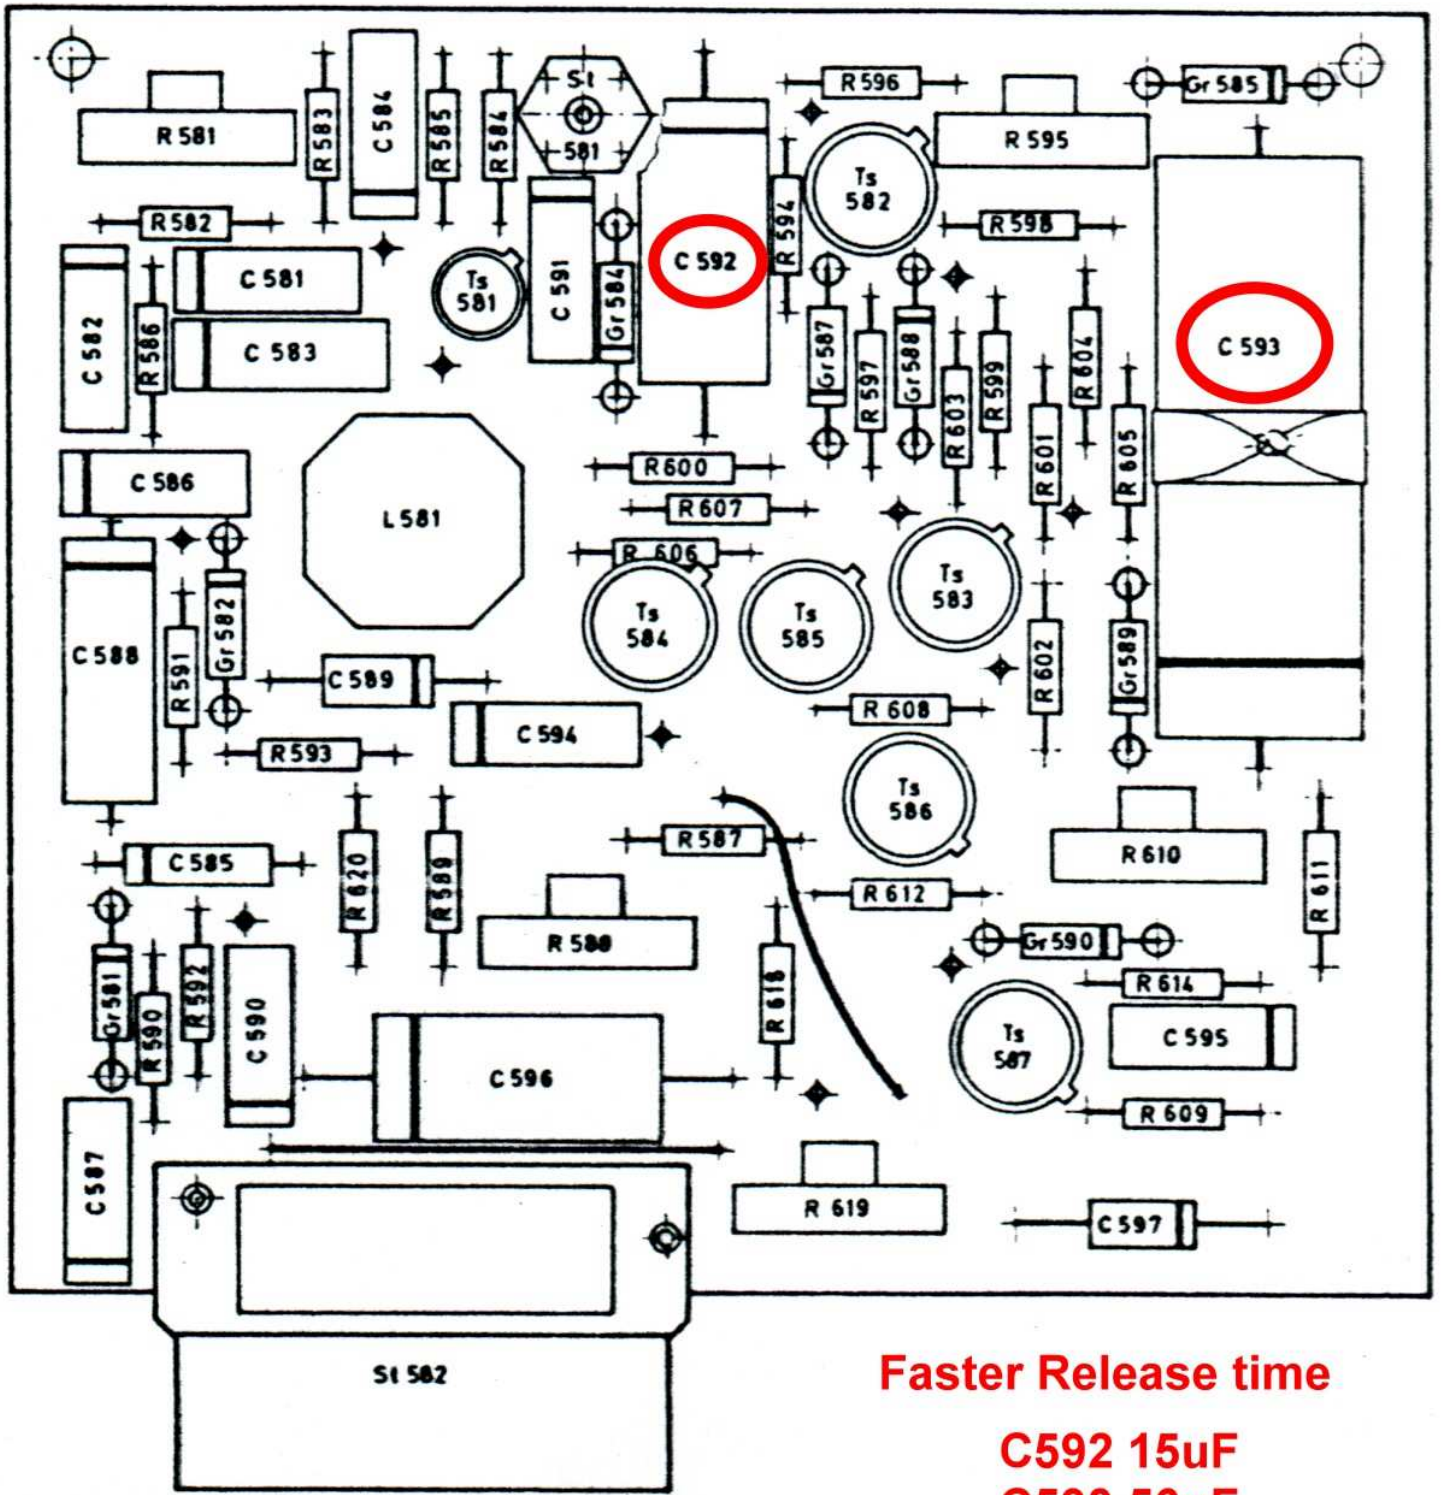 R 581
R 583
C 584
R 585
R 584
St
581
R 596
Gr 585
R 595
R 582
C 581
Ts
581
C 591
Gr 584
C 592
R 594
Ts
582
R 598
C 582
R 586
C 583
Gr 587
R 597
Gr 588
R 603
R 599
R 604
C 593
C 586
L 581
R 600
R 607
R 601
R 605
R 606
Ts
584
Ts
585
Ts
583
C 588
R 591
Gr 582
R 602
Gr 589
C 589
C 594
R 608
R 593
Ts
586
R 587
R 610
C 585
R 620
R 589
R 612
R 611
R 588
Gr 590
Gr 581
R 590
R 592
C 590
R 618
R 614
Ts
587
C 595
C 596
R 609
C 587
R 619
C 597
St 582
Faster Release time
C592 15uF